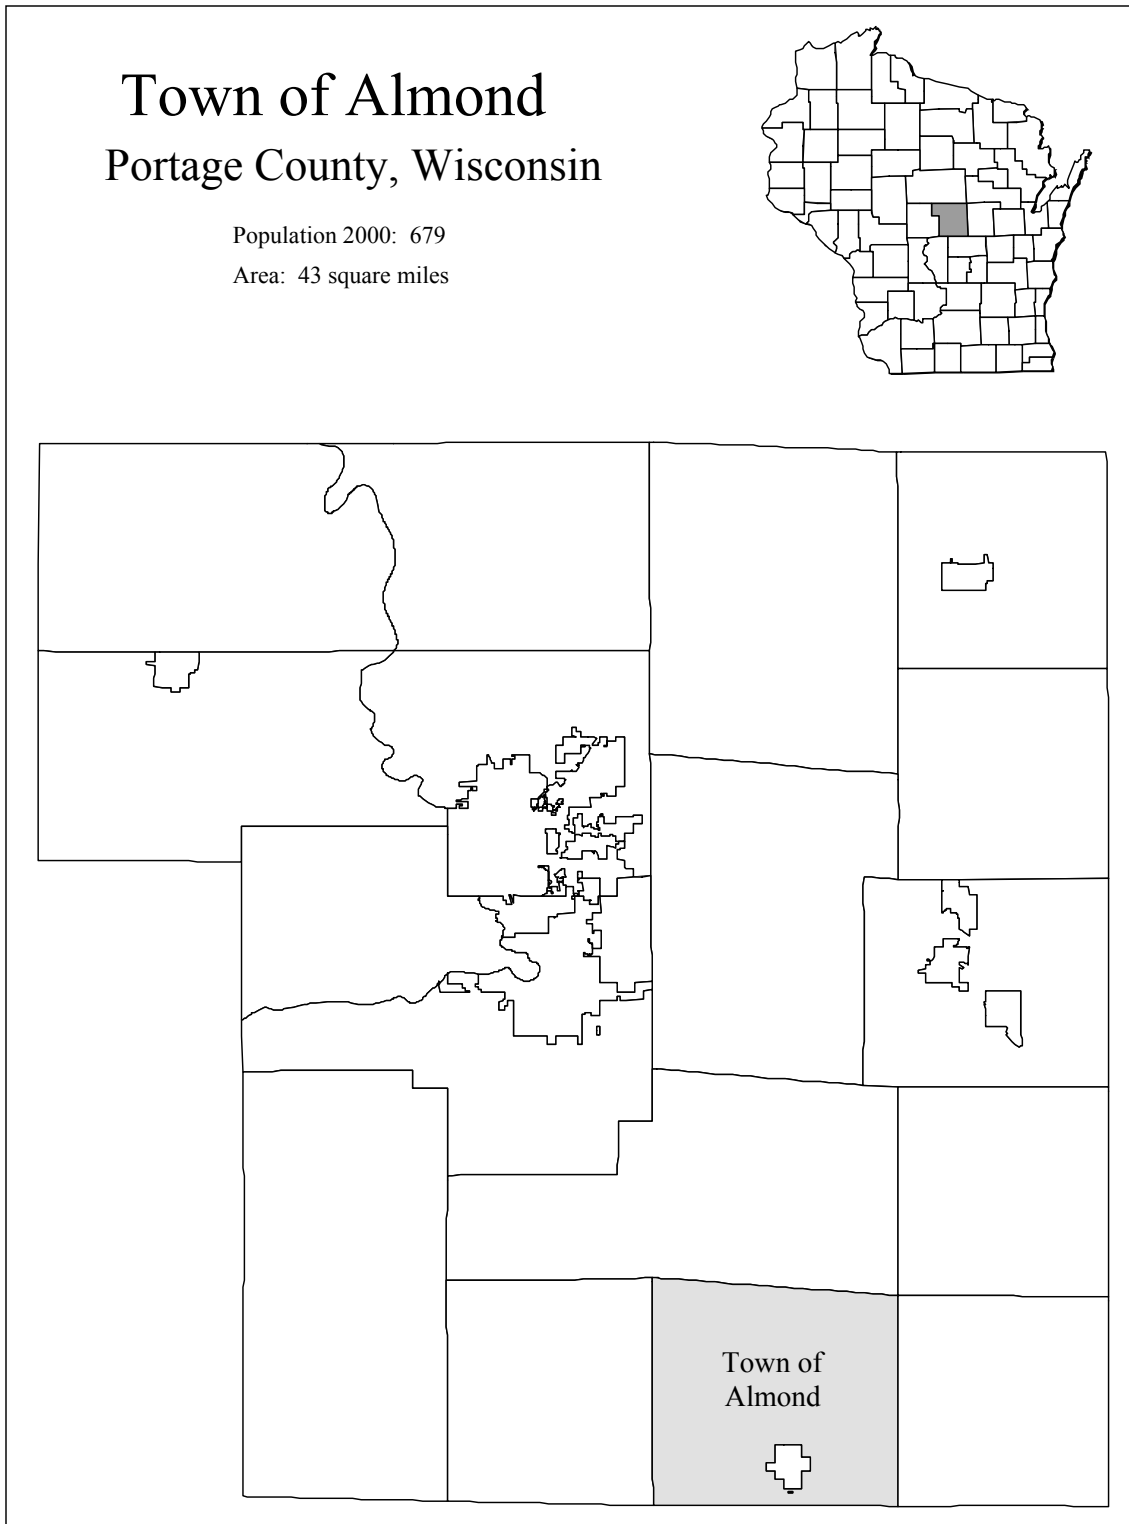 Town of Almond
Portage County, Wisconsin
Population 2000: 679
Area: 43 square miles
Town of
Almond